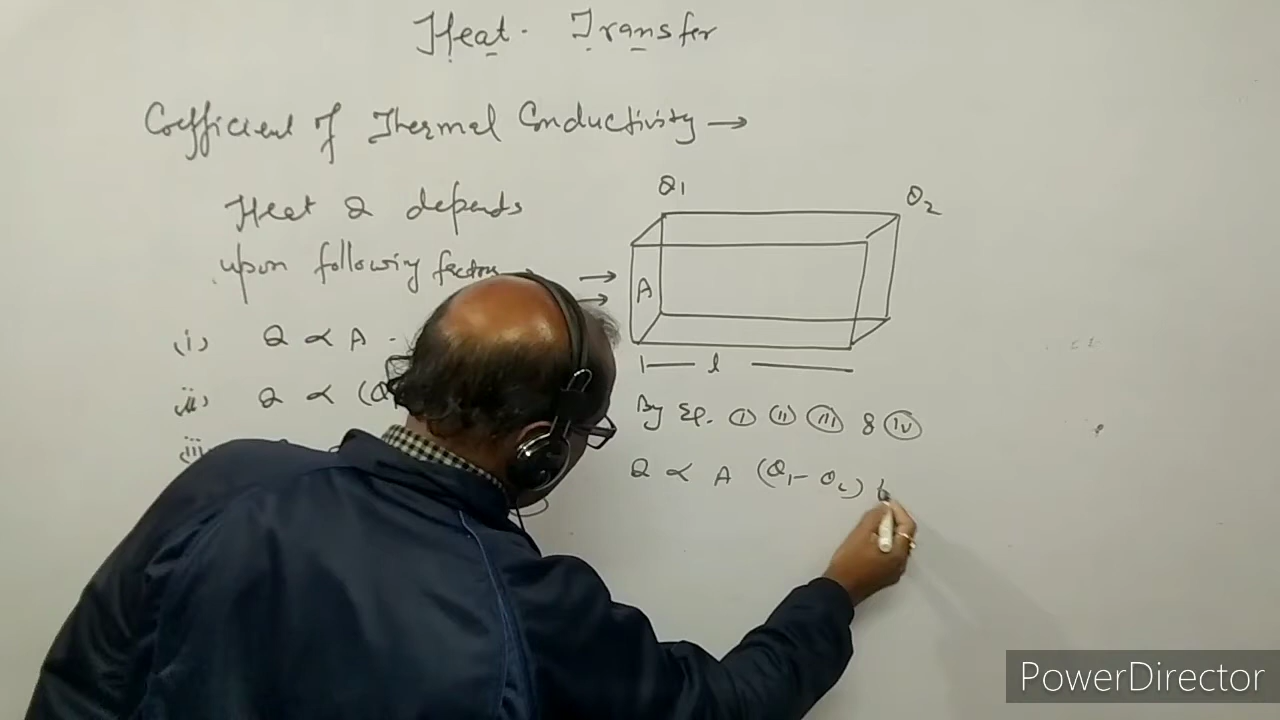 Heat. Transfer
Coefficient of Thermal Conductivity →
Heat Q depends
upon following factors
(i) Q ∝ A
(ii) Q ∝ (θ
(iii
θ1
θ2
A
l
By Eq. (i) (ii) (iii) & (iv)
Q ∝ A (θ1 - θ2) t
PowerDirector